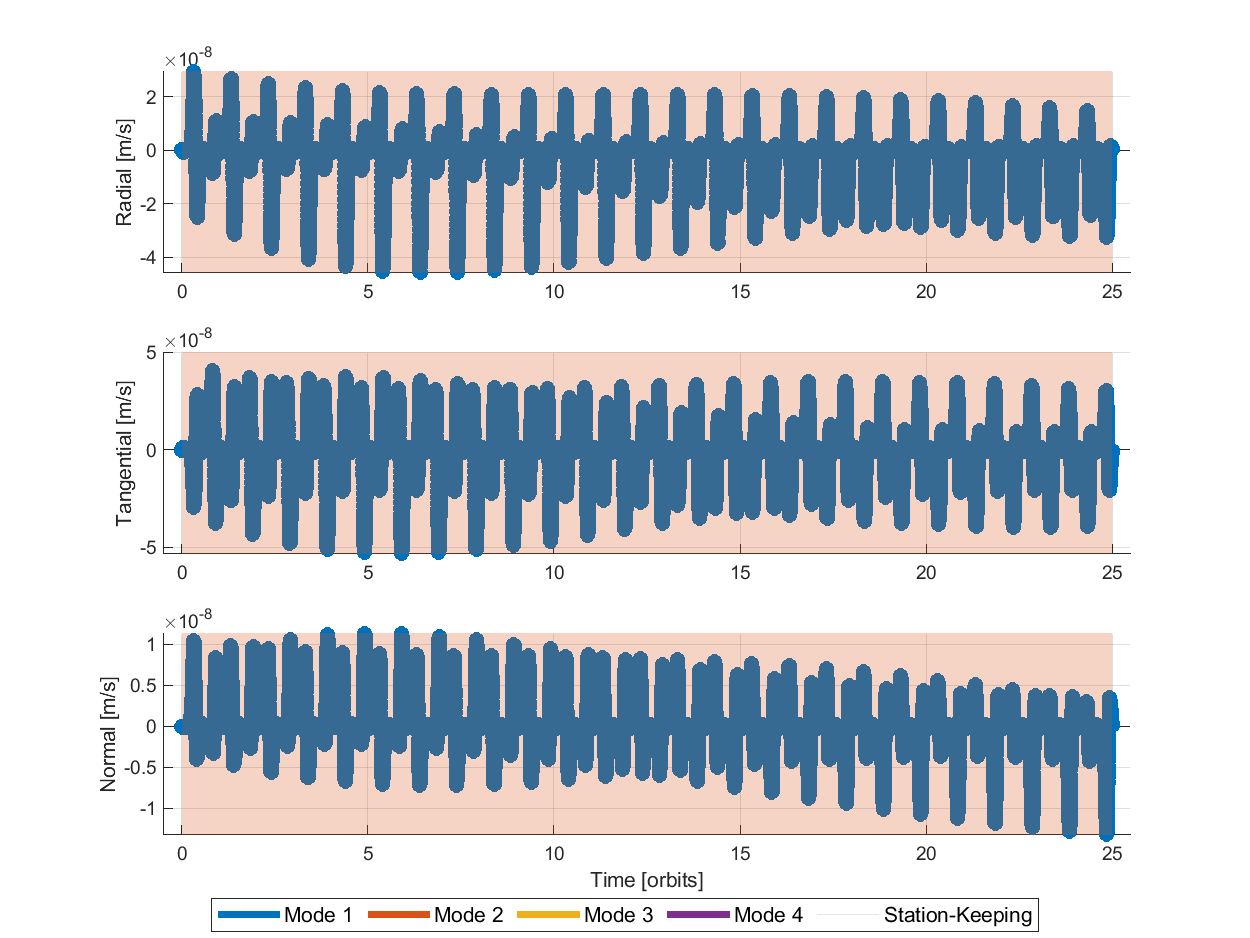 ×10-8
2
0
-2
-4
Radial [m/s]
0 5 10 15 20 25
×10-8
5
0
-5
Tangential [m/s]
0 5 10 15 20 25
×10-8
1
0.5
0
-0.5
-1
Normal [m/s]
0 5 10 15 20 25
Time [orbits]
Mode 1 Mode 2 Mode 3 Mode 4 Station-Keeping